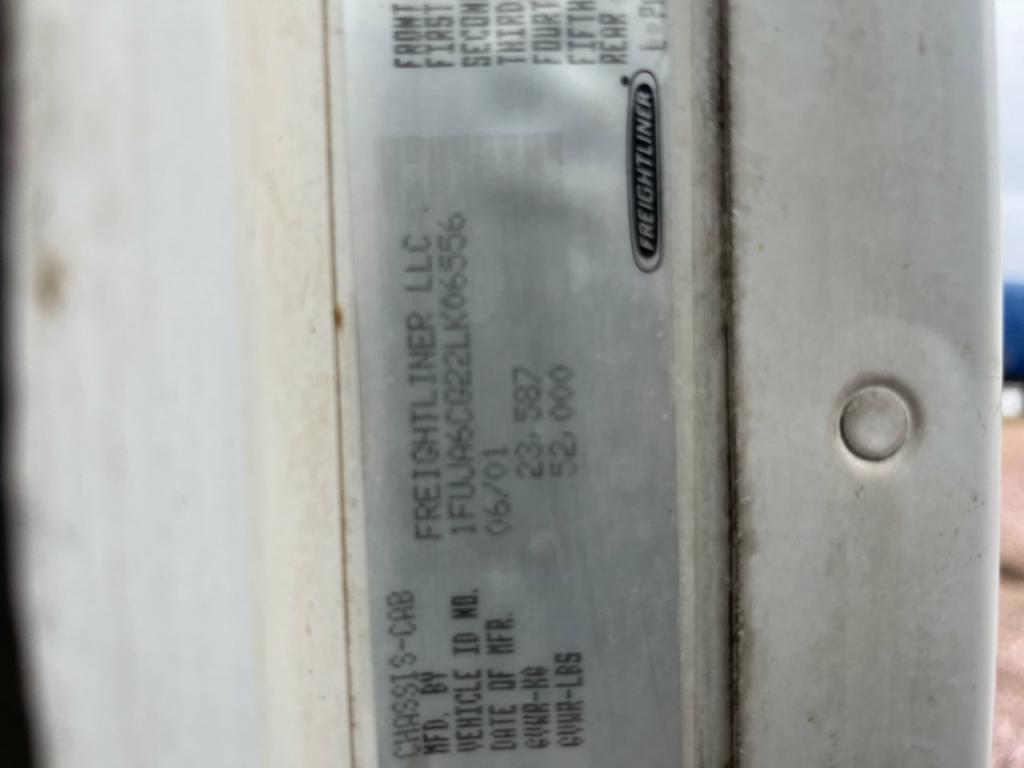 CHASSIS-CAB
MFD. BY FREIGHTLINER LLC
VEHICLE ID NO. 1FUJA6CG22LK06556
DATE OF MFR. 06/01
GVWR-KG 23,587
GVWR-LBS 52,000
FRONT
FIRST
SECON
THIRD
FOURT
FIFTH
REAR
FREIGHTLINER